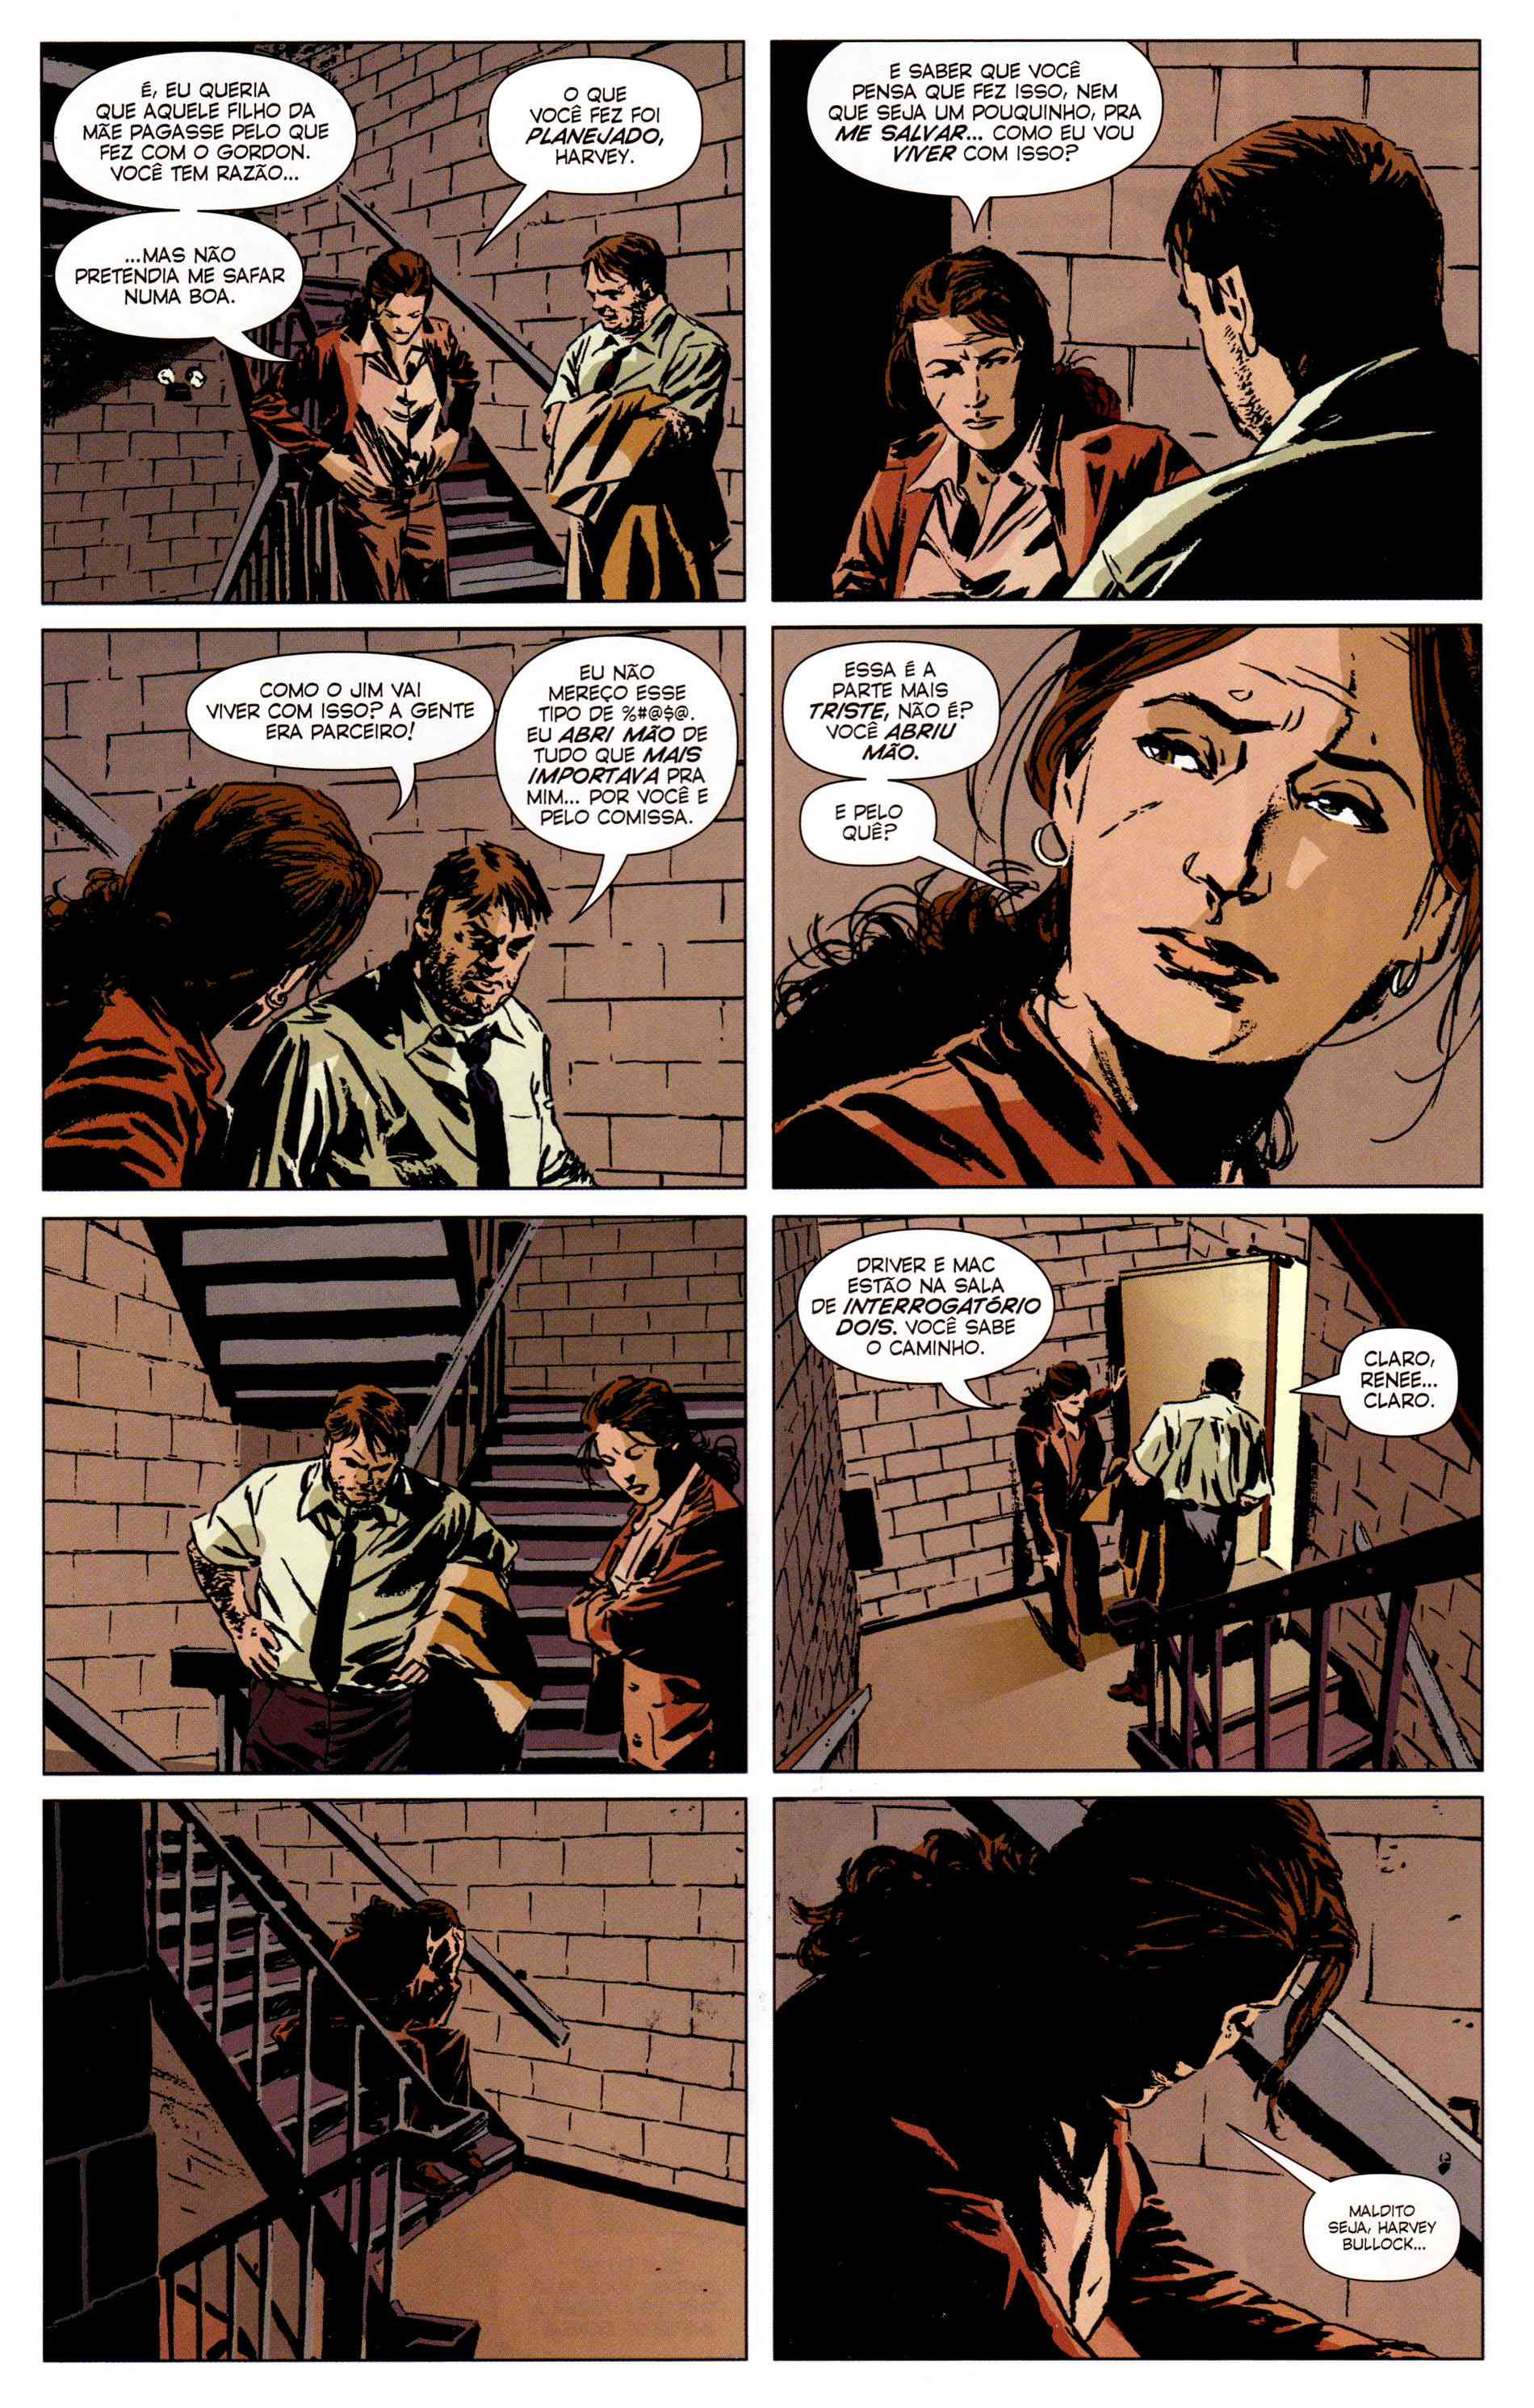 É, EU QUERIA
QUE AQUELE FILHO DA
MÃE PAGASSE PELO QUE
FEZ COM O GORDON.
VOCÊ TEM RAZÃO...
...MAS NÃO
PRETENDIA ME SAFAR
NUMA BOA.
O QUE
VOCÊ FEZ FOI
PLANEJADO,
HARVEY.
E SABER QUE VOCÊ
PENSA QUE FEZ ISSO, NEM
QUE SEJA UM POUQUINHO, PRA
ME SALVAR... COMO EU VOU
VIVER COM ISSO?
COMO O JIM VAI
VIVER COM ISSO? A GENTE
ERA PARCEIRO!
EU NÃO
MEREÇO ESSE
TIPO DE %#@$@.
EU ABRI MÃO DE
TUDO QUE MAIS
IMPORTAVA PRA
MIM... POR VOCÊ E
PELO COMISSA.
ESSA É A
PARTE MAIS
TRISTE, NÃO É?
VOCÊ ABRIU
MÃO.
E PELO
QUÊ?
DRIVER E MAC
ESTÃO NA SALA
DE INTERROGATÓRIO
DOIS. VOCÊ SABE
O CAMINHO.
CLARO,
RENEE...
CLARO.
MALDITO
SEJA, HARVEY
BULLOCK...